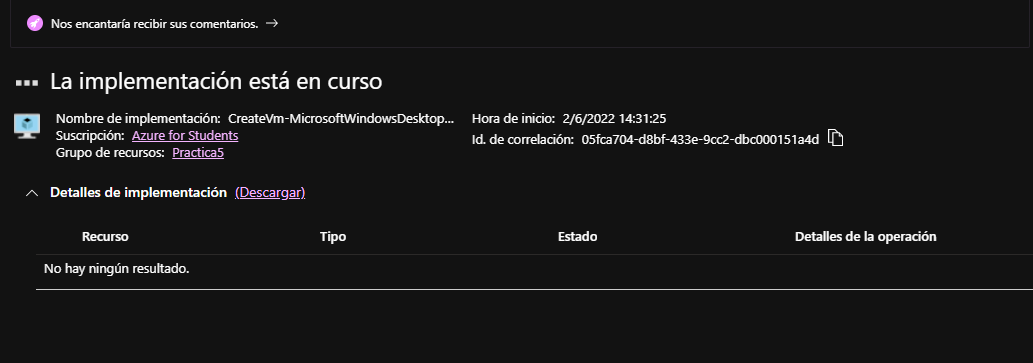 Nos encantaría recibir sus comentarios. →
La implementación está en curso
Nombre de implementación: CreateVm-MicrosoftWindowsDesktop...
Suscripción: Azure for Students
Grupo de recursos: Practica5
Hora de inicio: 2/6/2022 14:31:25
Id. de correlación: 05fca704-d8bf-433e-9cc2-dbc000151a4d
Detalles de implementación (Descargar)
Recurso Tipo Estado Detalles de la operación
No hay ningún resultado.